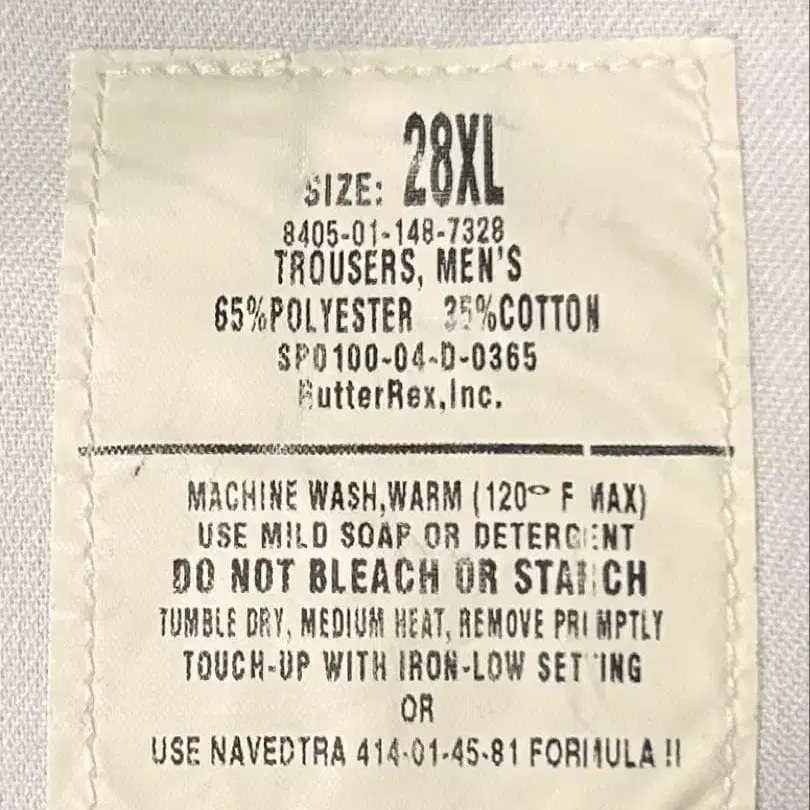 SIZE: 28XL
8405-01-148-7328
TROUSERS, MEN'S
65%POLYESTER 35%COTTON
SPO100-04-D-0365
ButterRex,Inc.
MACHINE WASH,WARM (120° F MAX)
USE MILD SOAP OR DETERGENT
DO NOT BLEACH OR STARCH
TUMBLE DRY, MEDIUM HEAT, REMOVE PROMPTLY
TOUCH-UP WITH IRON-LOW SETTING
OR
USE NAVEDTRA 414-01-45-81 FORMULA II